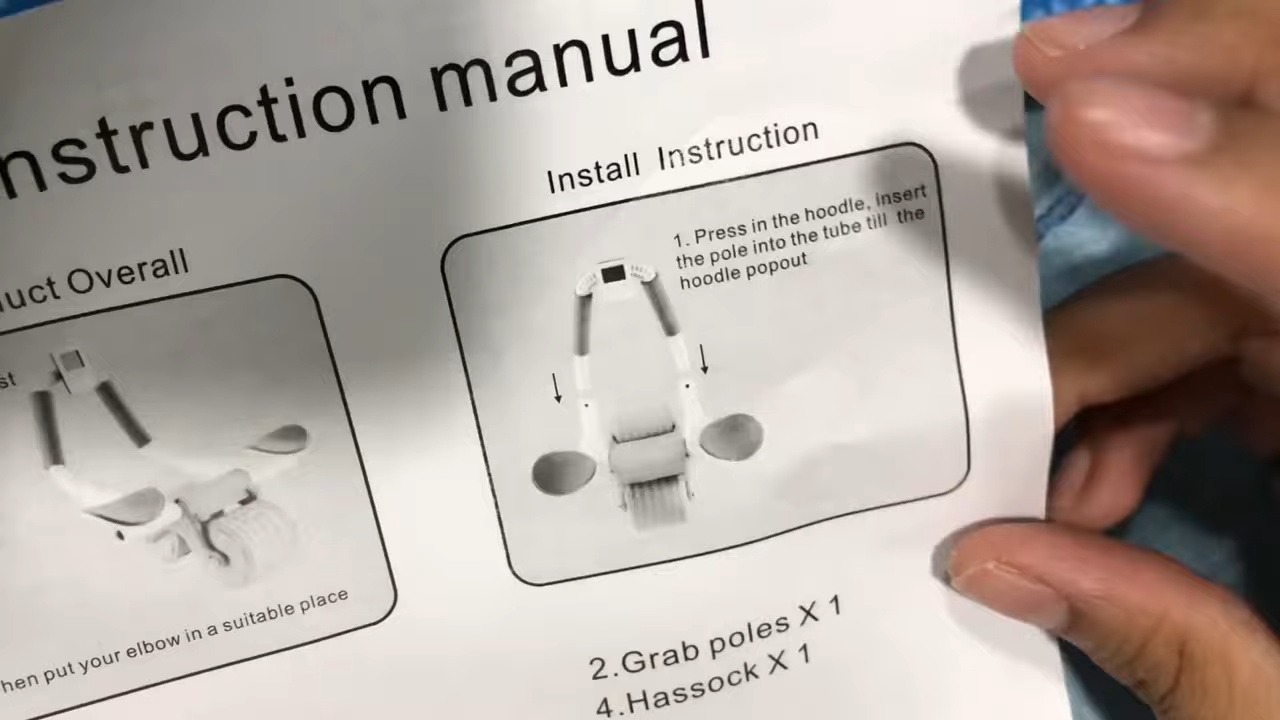 nstruction manual
Install Instruction
1. Press in the hoodle, insert
the pole into the tube till the
hoodle popout
uct Overall
st
hen put your elbow in a suitable place
2.Grab poles X 1
4.Hassock X 1